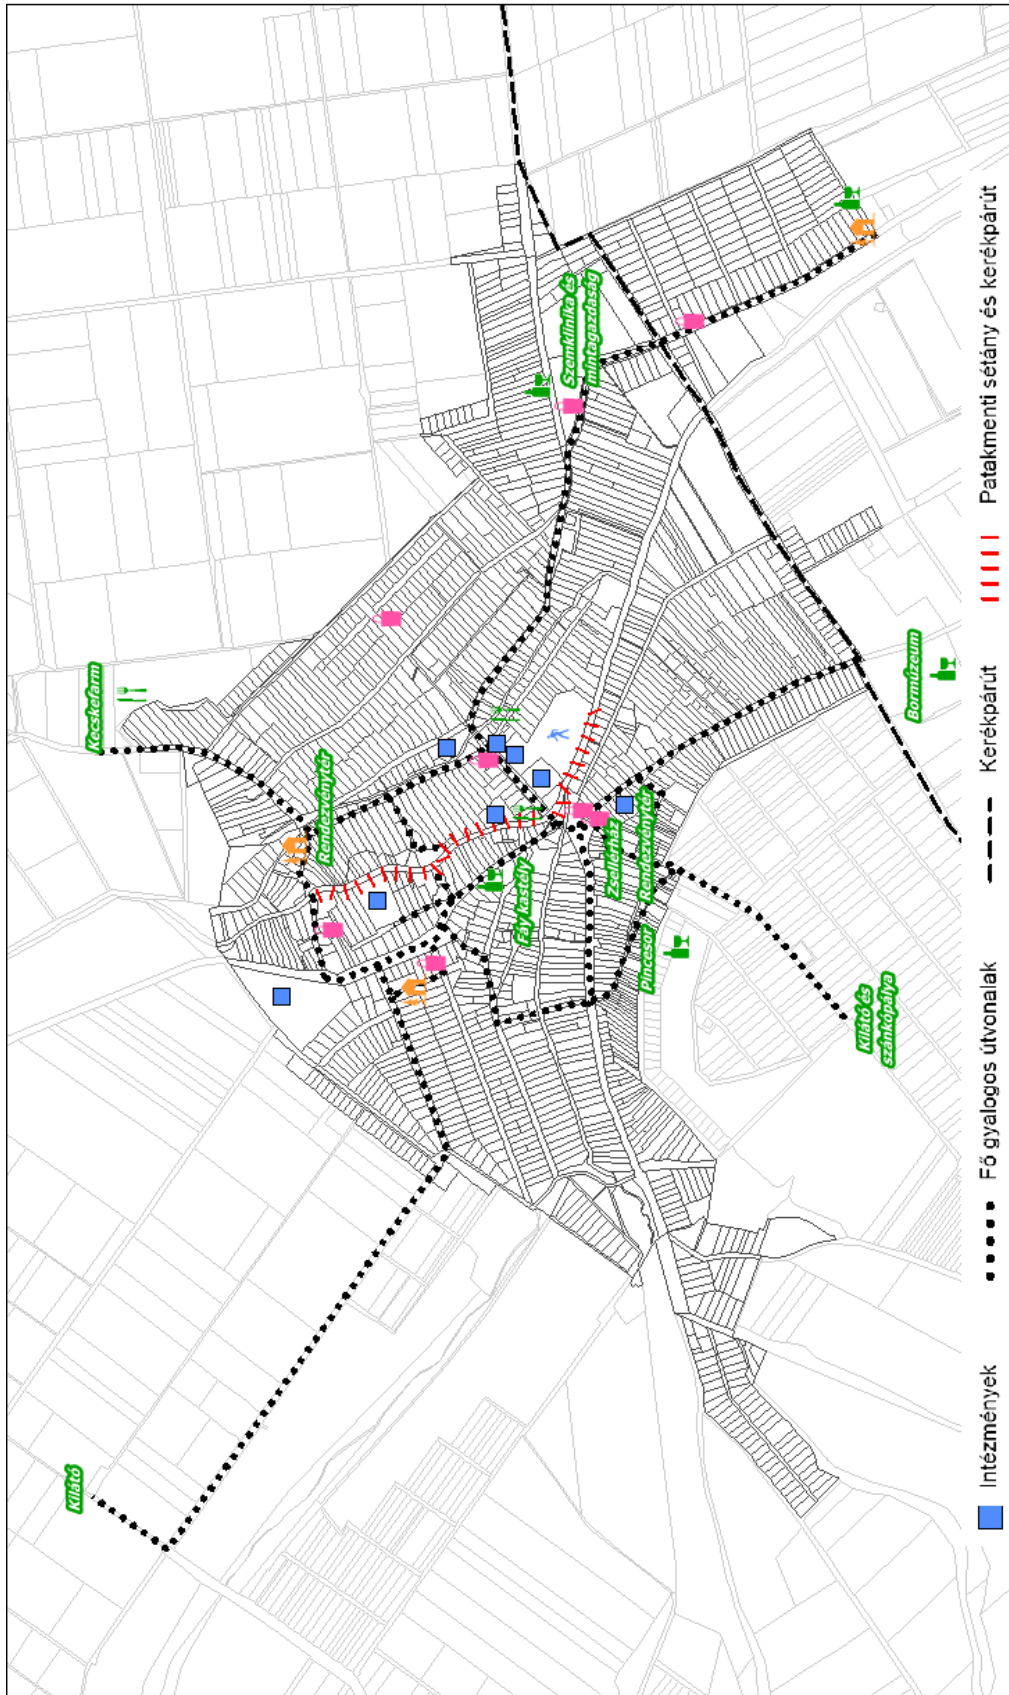 Kilátó
Kecskefarm
Rendezvénytér
Fáy kastély
Szemklinika és
mintagazdaság
Zsellérház
Rendezvénytér
Pincesor
Kilátó és
szánkópálya
Bormúzeum
Intézmények
Fő gyalogos útvonalak
Kerékpárút
Patakmenti sétány és kerékpárút